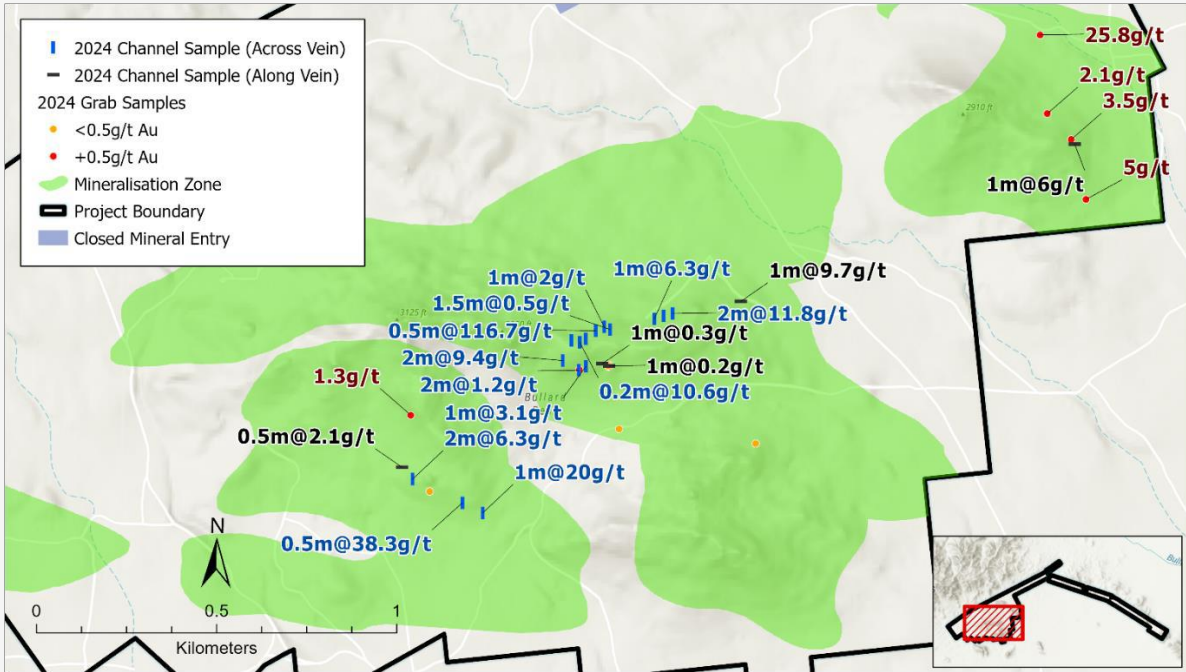 2024 Channel Sample (Across Vein)
2024 Channel Sample (Along Vein)
2024 Grab Samples
<0.5g/t Au
+0.5g/t Au
Mineralisation Zone
Project Boundary
Closed Mineral Entry
25.8g/t
2.1g/t
2910 ft
3.5g/t
1m@6g/t
5g/t
1m@2g/t
1m@6.3g/t
1m@9.7g/t
1.5m@0.5g/t
3125 ft
2m@11.8g/t
0.5m@116.7g/t
1m@0.3g/t
2m@9.4g/t
1m@0.2g/t
1.3g/t
2m@1.2g/t
0.2m@10.6g/t
Bullard
1m@3.1g/t
0.5m@2.1g/t
2m@6.3g/t
1m@20g/t
0.5m@38.3g/t
N
0
0.5
1
Kilometers